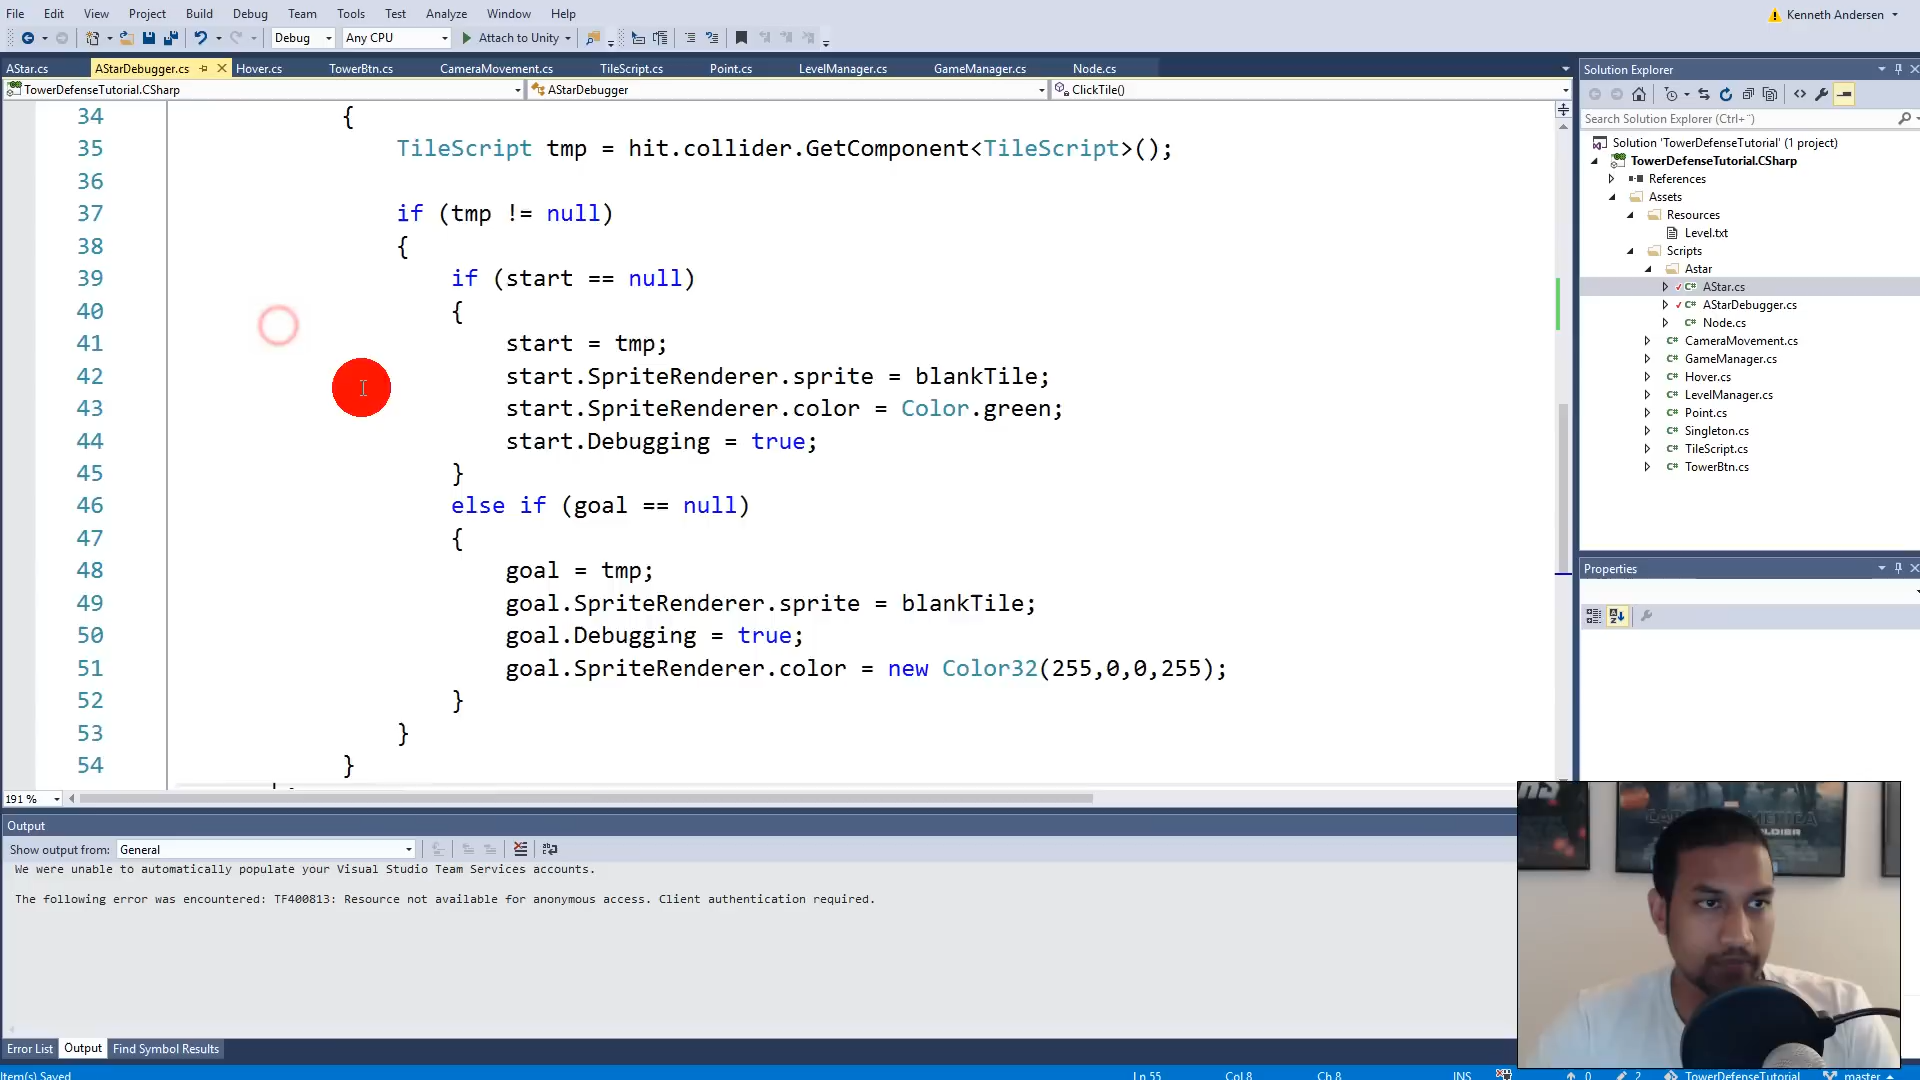 File Edit View Project Build Debug Team Tools Test Analyze Window Help Kenneth Andersen
Debug Any CPU Attach to Unity
AStar.cs AStarDebugger.cs Hover.cs TowerBtn.cs CameraMovement.cs TileScript.cs Point.cs LevelManager.cs GameManager.cs Node.cs
TowerDefenseTutorial.CSharp AStarDebugger ClickTile()
34 {
35 TileScript tmp = hit.collider.GetComponent<TileScript>();
36
37 if (tmp != null)
38 {
39 if (start == null)
40 {
41 start = tmp;
42 start.SpriteRenderer.sprite = blankTile;
43 start.SpriteRenderer.color = Color.green;
44 start.Debugging = true;
45 }
46 else if (goal == null)
47 {
48 goal = tmp;
49 goal.SpriteRenderer.sprite = blankTile;
50 goal.Debugging = true;
51 goal.SpriteRenderer.color = new Color32(255,0,0,255);
52 }
53 }
54 }
191 %
Solution Explorer
Search Solution Explorer (Ctrl+¨)
Solution 'TowerDefenseTutorial' (1 project)
TowerDefenseTutorial.CSharp
References
Assets
Resources
Level.txt
Scripts
Astar
AStar.cs
AStarDebugger.cs
Node.cs
CameraMovement.cs
GameManager.cs
Hover.cs
LevelManager.cs
Point.cs
Singleton.cs
TileScript.cs
TowerBtn.cs
Properties
Output
Show output from: General
We were unable to automatically populate your Visual Studio Team Services accounts.
The following error was encountered: TF400813: Resource not available for anonymous access. Client authentication required.
Error List Output Find Symbol Results
Item(s) Saved Ln 55 Col 8 Ch 8 INS 0 2 TowerDefenseTutorial master